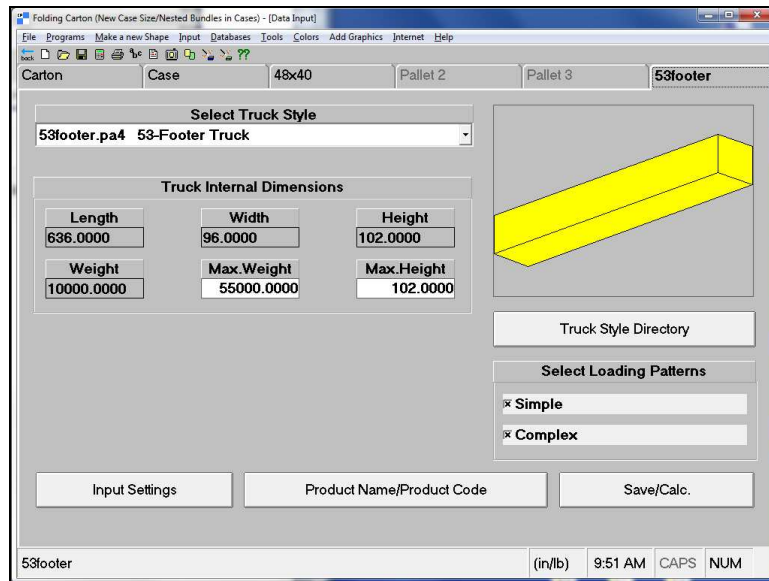 Folding Carton (New Case Size/Nested Bundles in Cases) - [Data Input]
File Programs Make a new Shape Input Databases Tools Colors Add Graphics Internet Help
back ??
Carton Case 48x40 Pallet 2 Pallet 3 53footer
Select Truck Style
53footer.pa4 53-Footer Truck
Truck Internal Dimensions
Length Width Height
636.0000 96.0000 102.0000
Weight Max.Weight Max.Height
10000.0000 55000.0000 102.0000
Truck Style Directory
Select Loading Patterns
Simple
Complex
Input Settings Product Name/Product Code Save/Calc.
53footer (in/lb) 9:51 AM CAPS NUM